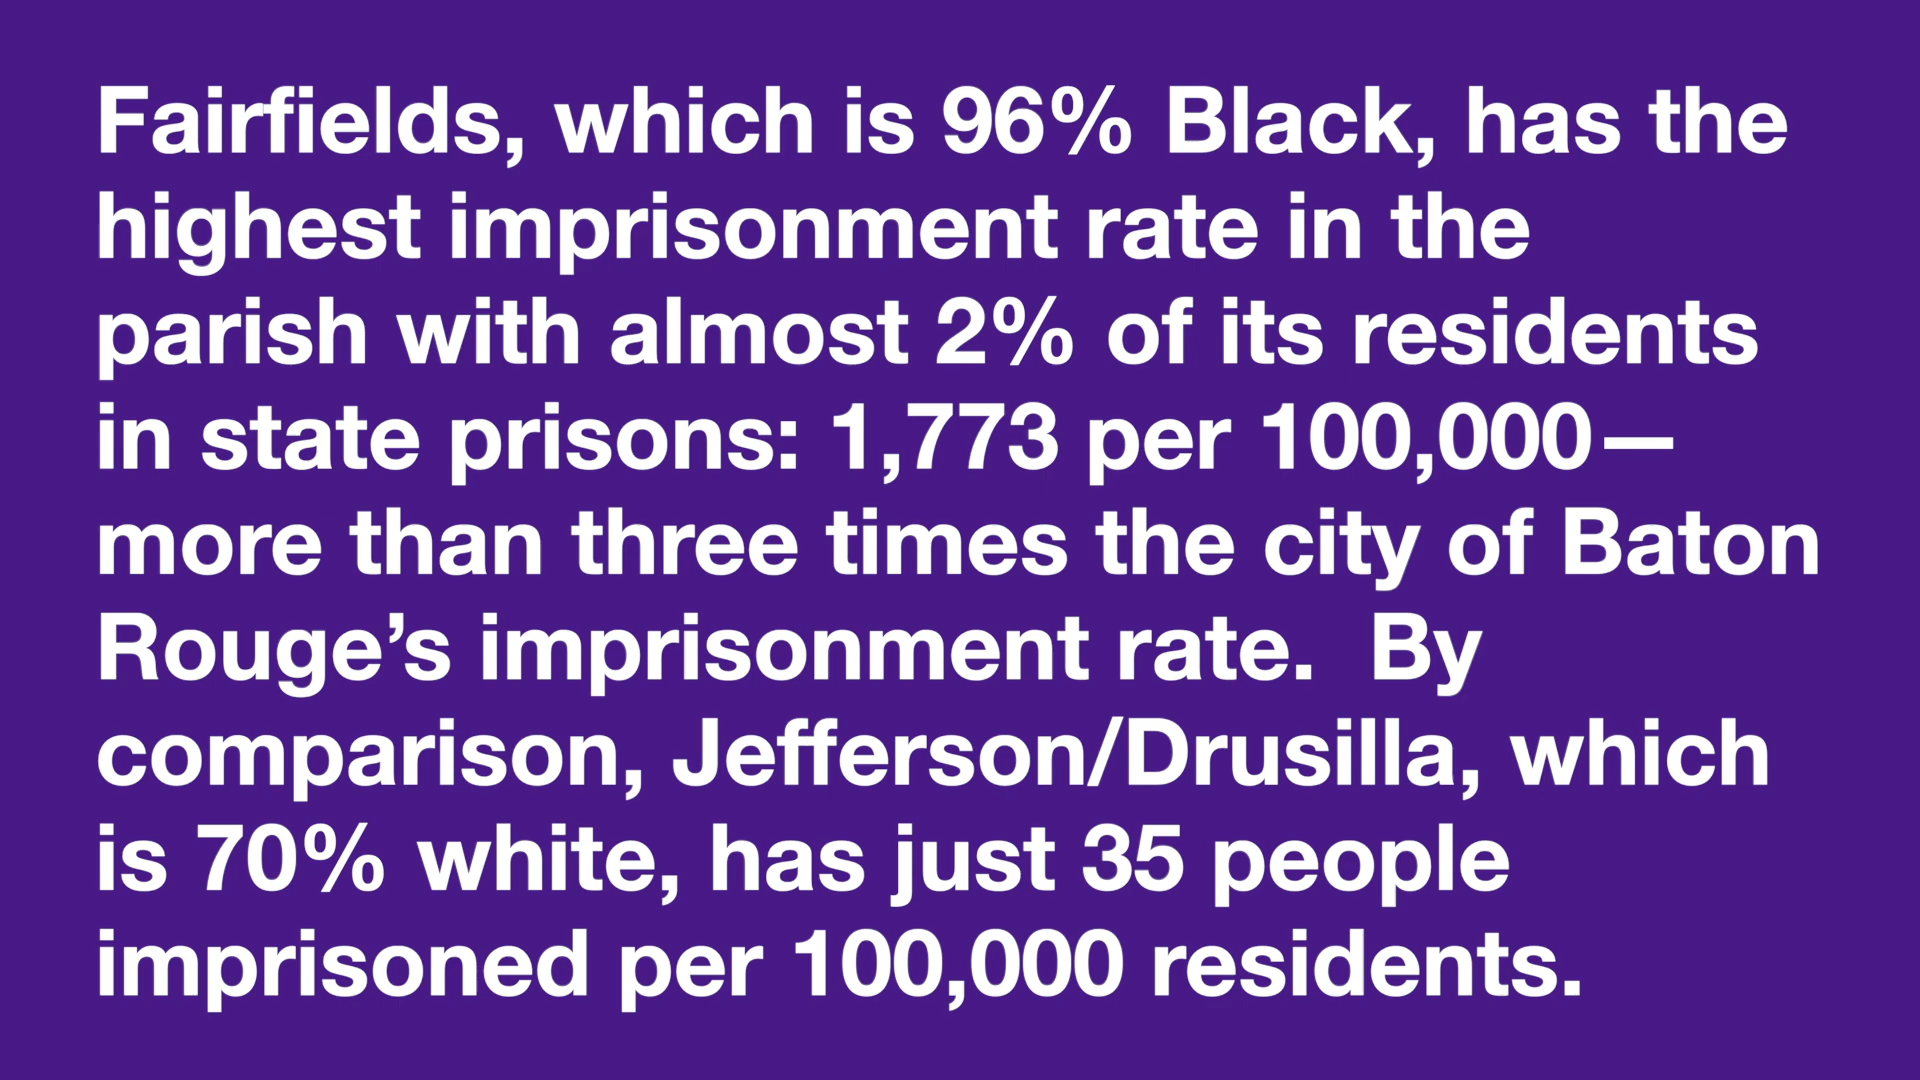 Fairfields, which is 96% Black, has the
highest imprisonment rate in the
parish with almost 2% of its residents
in state prisons: 1,773 per 100,000—
more than three times the city of Baton
Rouge’s imprisonment rate.  By
comparison, Jefferson/Drusilla, which
is 70% white, has just 35 people
imprisoned per 100,000 residents.